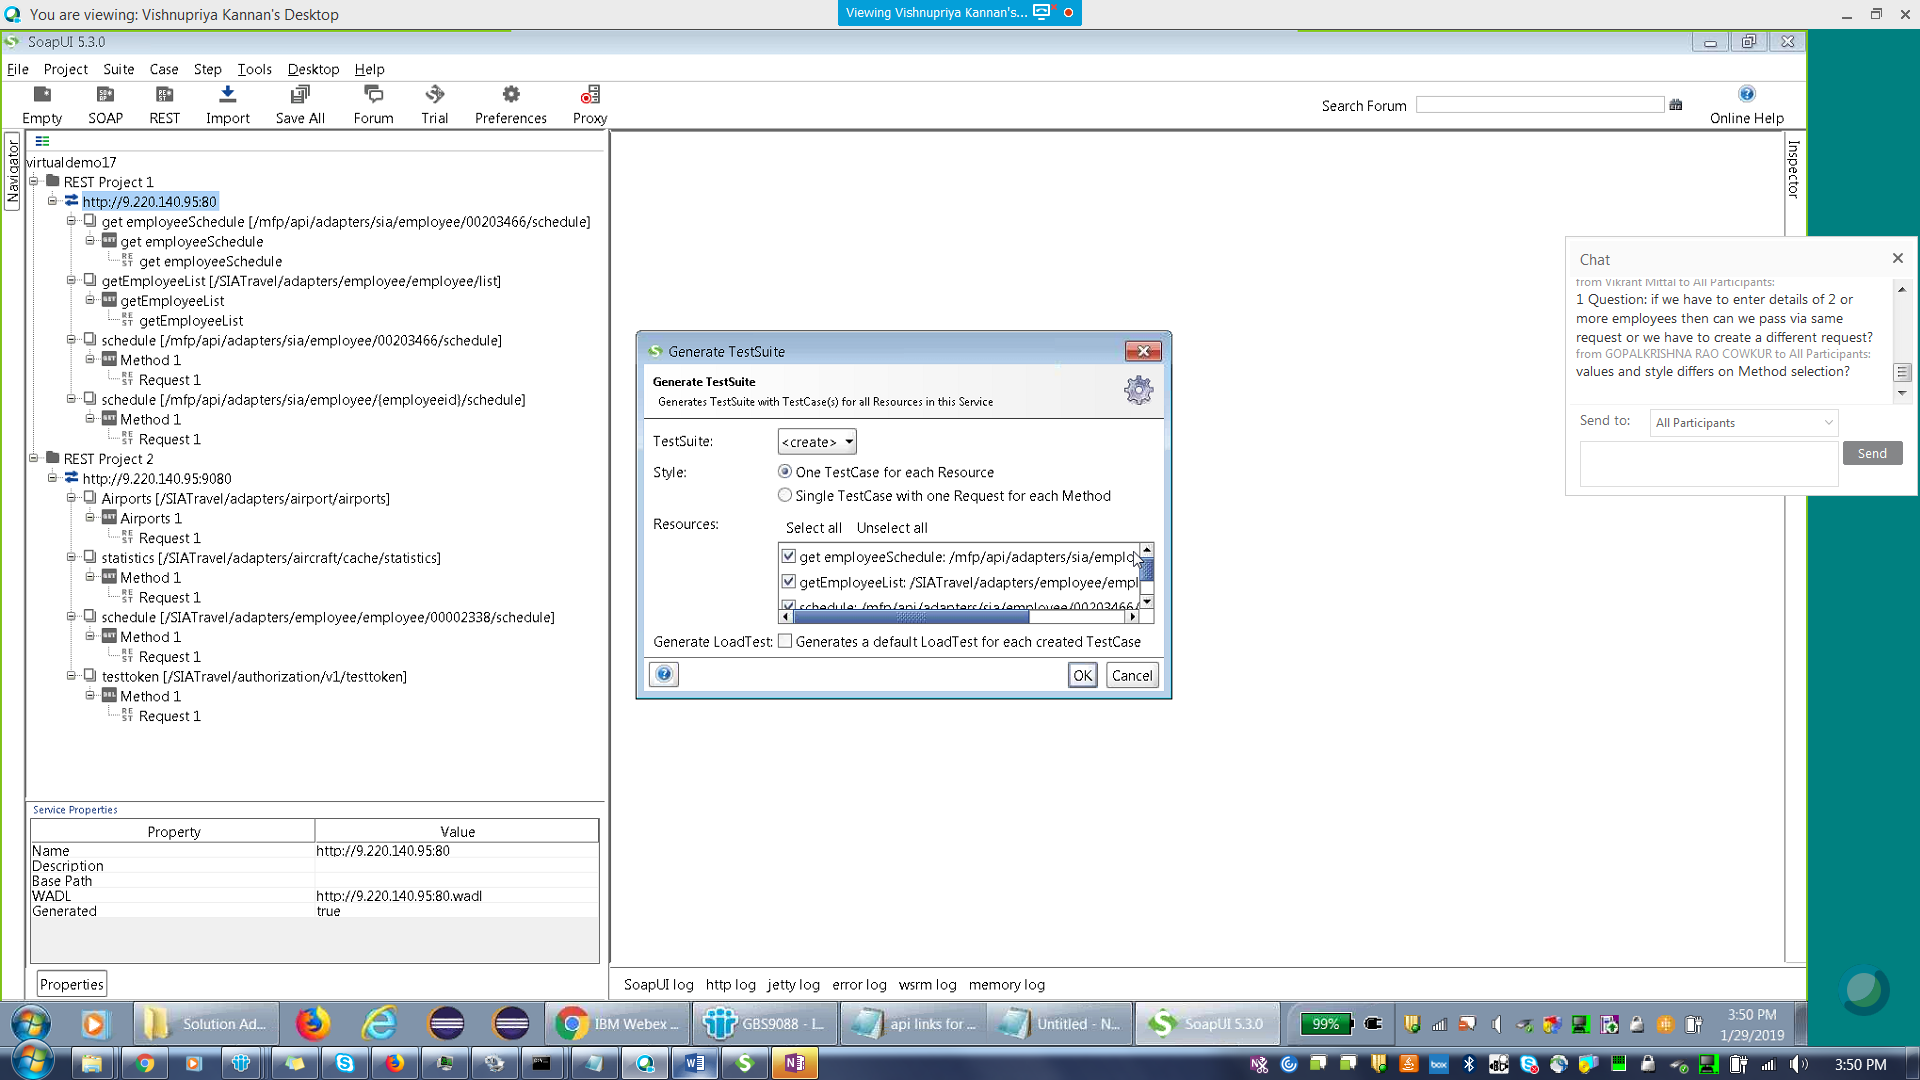 You are viewing: Vishnupriya Kannan's Desktop
Viewing Vishnupriya Kannan's...
SoapUI 5.3.0
File Project Suite Case Step Tools Desktop Help
Empty SOAP REST Import Save All Forum Trial Preferences Proxy
Search Forum
Online Help
Navigator
Inspector
virtualdemo17
REST Project 1
http://9.220.140.95:80
get employeeSchedule [/mfp/api/adapters/sia/employee/00203466/schedule]
get employeeSchedule
get employeeSchedule
getEmployeeList [/SIATravel/adapters/employee/employee/list]
getEmployeeList
getEmployeeList
schedule [/mfp/api/adapters/sia/employee/00203466/schedule]
Method 1
Request 1
schedule [/mfp/api/adapters/sia/employee/{employeeid}/schedule]
Method 1
Request 1
REST Project 2
http://9.220.140.95:9080
Airports [/SIATravel/adapters/airport/airports]
Airports 1
Request 1
statistics [/SIATravel/adapters/aircraft/cache/statistics]
Method 1
Request 1
schedule [/SIATravel/adapters/employee/employee/00002338/schedule]
Method 1
Request 1
testtoken [/SIATravel/authorization/v1/testtoken]
Method 1
Request 1
Service Properties
Property Value
Name http://9.220.140.95:80
Description
Base Path
WADL http://9.220.140.95:80.wadl
Generated true
Properties
Generate TestSuite
Generate TestSuite
Generates TestSuite with TestCase(s) for all Resources in this Service
TestSuite: <create>
Style: One TestCase for each Resource
Single TestCase with one Request for each Method
Resources: Select all Unselect all
get employeeSchedule: /mfp/api/adapters/sia/emplo
getEmployeeList: /SIATravel/adapters/employee/empl
schedule: /mfp/api/adapters/sia/employee/00203466/
Generate LoadTest: Generates a default LoadTest for each created TestCase
OK Cancel
Chat
from Vikrant Mittal to All Participants:
1 Question: if we have to enter details of 2 or
more employees then can we pass via same
request or we have to create a different request?
from GOPALKRISHNA RAO COWKUR to All Participants:
values and style differs on Method selection?
Send to: All Participants
Send
SoapUI log http log jetty log error log wsrm log memory log
Solution Ad... IBM Webex ... GBS9088 - I... api links for ... Untitled - N... SoapUI 5.3.0 99%
3:50 PM
1/29/2019
3:50 PM